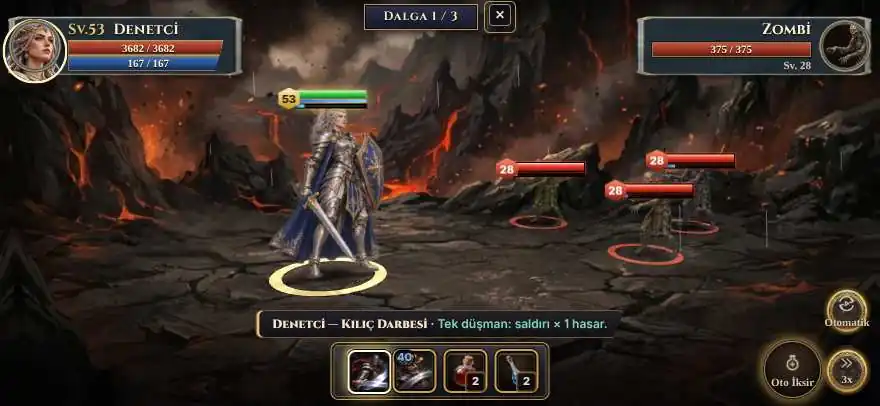 Sv.53 Denetci
3682 / 3682
167 / 167
Dalga 1 / 3
✕
Zombi
375 / 375
Sv. 28
53
28
28
28
Denetci — Kılıç Darbesi · Tek düşman: saldırı × 1 hasar.
40
2
2
Otomatik
Oto İksir
3x